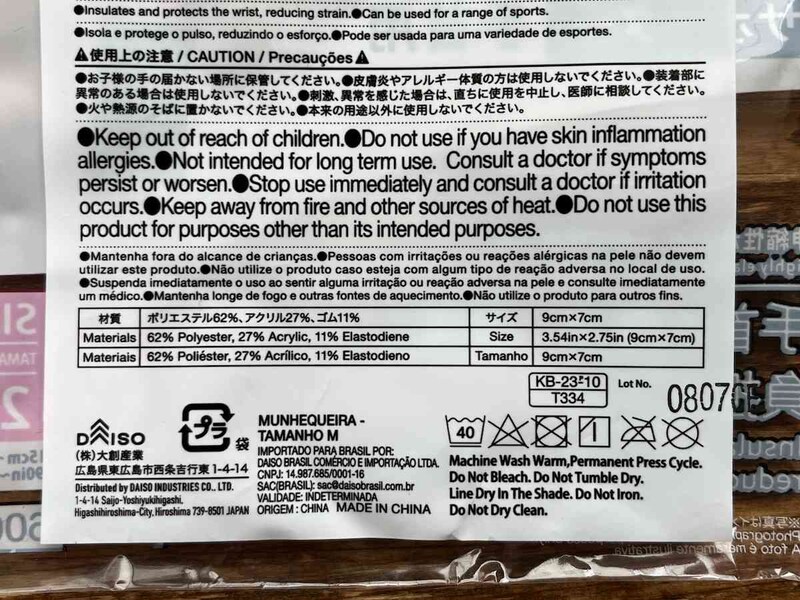 ●Insulates and protects the wrist, reducing strain.●Can be used for a range of sports.
●Isola e protege o pulso, reduzindo o esforço.●Pode ser usada para uma variedade de esportes.
⚠使用上の注意 / CAUTION / Precauções⚠
●お子様の手の届かない場所に保管してください。●皮膚炎やアレルギー体質の方は使用しないでください。●装着部に
異常のある場合は使用しないでください。●刺激、異常を感じた場合は、直ちに使用を中止し、医師に相談してください。
●火や熱源のそばに置かないでください。●本来の用途以外に使用しないでください。
●Keep out of reach of children.●Do not use if you have skin inflammation
allergies.●Not intended for long term use. Consult a doctor if symptoms
persist or worsen.●Stop use immediately and consult a doctor if irritation
occurs.●Keep away from fire and other sources of heat.●Do not use this
product for purposes other than its intended purposes.
●Mantenha fora do alcance de crianças.●Pessoas com irritações ou reações alérgicas na pele não devem
utilizar este produto.●Não utilize o produto caso esteja com algum tipo de reação adversa no local de uso.
●Suspenda imediatamente o uso ao sentir alguma irritação ou reação adversa na pele e consulte imediatamente
um médico.●Mantenha longe de fogo e outras fontes de aquecimento.●Não utilize o produto para outros fins.
材質 ポリエステル62%、アクリル27%、ゴム11% サイズ 9cm×7cm
Materials 62% Polyester, 27% Acrylic, 11% Elastodiene Size 3.54in×2.75in (9cm×7cm)
Materiais 62% Poliéster, 27% Acrílico, 11% Elastodieno Tamanho 9cm×7cm
KB-23-10
T334
Lot No.
0807
DAISO
(株)大創産業
広島県東広島市西条吉行東1-4-14
Distributed by DAISO INDUSTRIES CO., LTD.
1-4-14 Saijo-Yoshiyukihigashi,
Higashihiroshima-City, Hiroshima 739-8501 JAPAN
プラ
袋
MUNHEQUEIRA -
TAMANHO M
IMPORTADO PARA BRASIL POR:
DAISO BRASIL COMÉRCIO E IMPORTAÇÃO LTDA.
CNPJ: 14.987.685/0001-16
SAC(BRASIL): sac@daisobrasil.com.br
VALIDADE: INDETERMINADA
ORIGEM : CHINA MADE IN CHINA
40
Machine Wash Warm,Permanent Press Cycle.
Do Not Bleach. Do Not Tumble Dry.
Line Dry In The Shade. Do Not Iron.
Do Not Dry Clean.